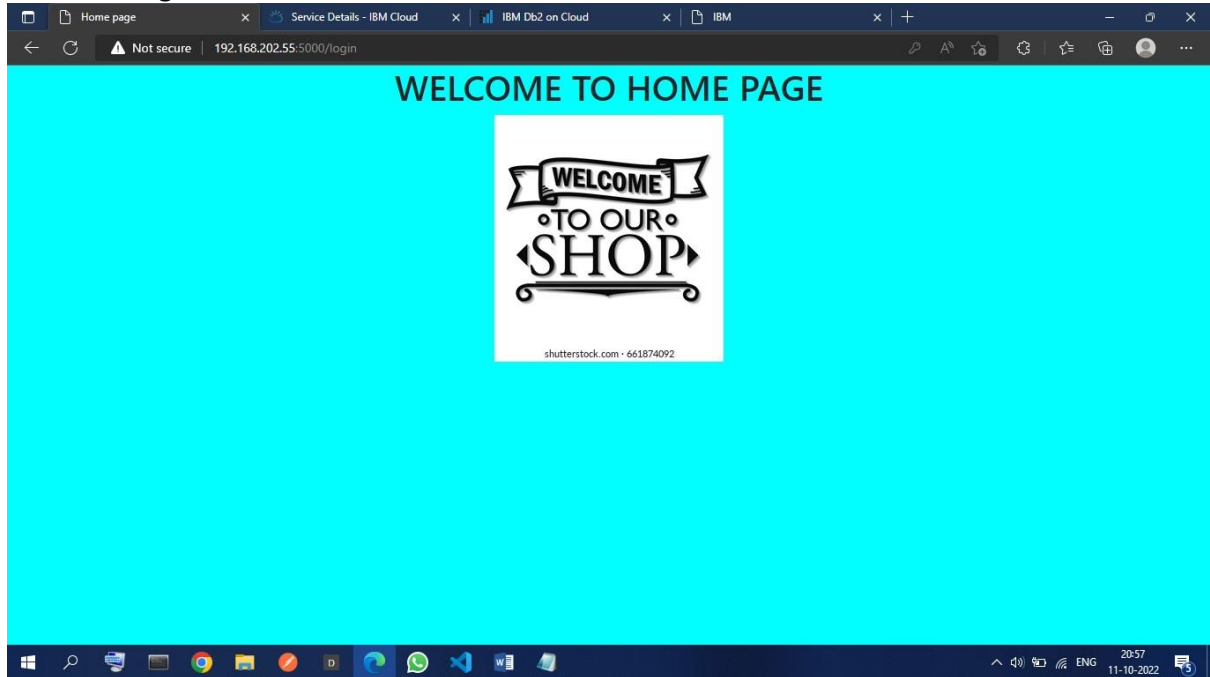 Home page
Service Details - IBM Cloud
IBM Db2 on Cloud
IBM
Not secure
192.168.202.55:5000/login
WELCOME TO HOME PAGE
WELCOME
TO OUR
SHOP
shutterstock.com · 661874092
ENG
20:57
11-10-2022